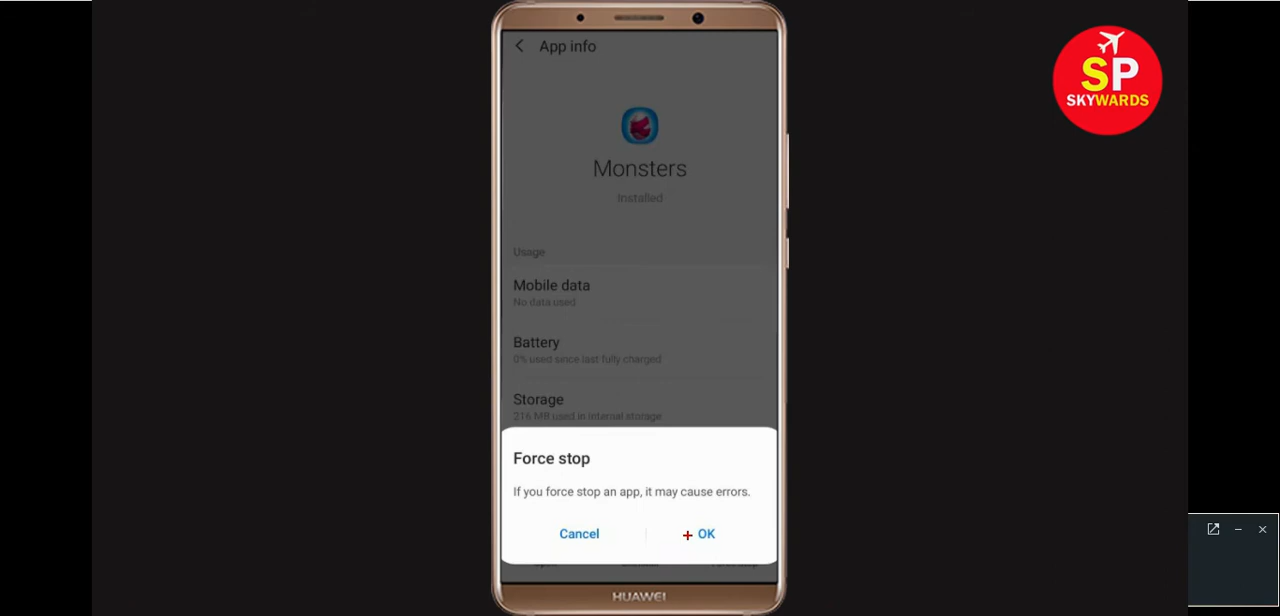 App info
SP
SKYWARDS
Monsters
Installed
Usage
Mobile data
No data used
Battery
0% used since last fully charged
Storage
216 MB used in internal storage
Force stop
If you force stop an app, it may cause errors.
Cancel
OK
HUAWEI